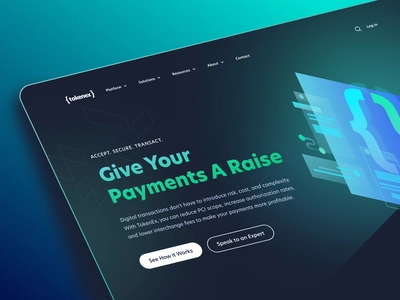 {tokenex}
Platform
Solutions
Resources
About
Contact
Log In
ACCEPT. SECURE. TRANSACT.
Give Your
Payments A Raise
Digital transactions don't have to introduce risk, cost, and complexity.
With TokenEx, you can reduce PCI scope, increase authorization rates,
and lower interchange fees to make your payments more profitable.
See How it Works
Speak to an Expert